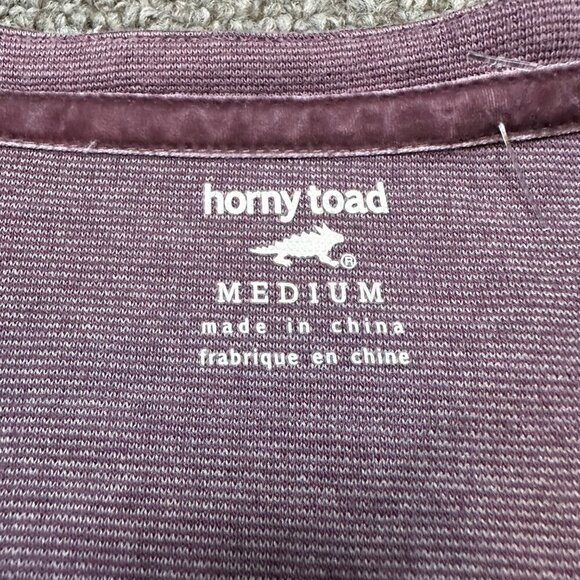 horny toad
®
MEDIUM
made in china
frabrique en chine